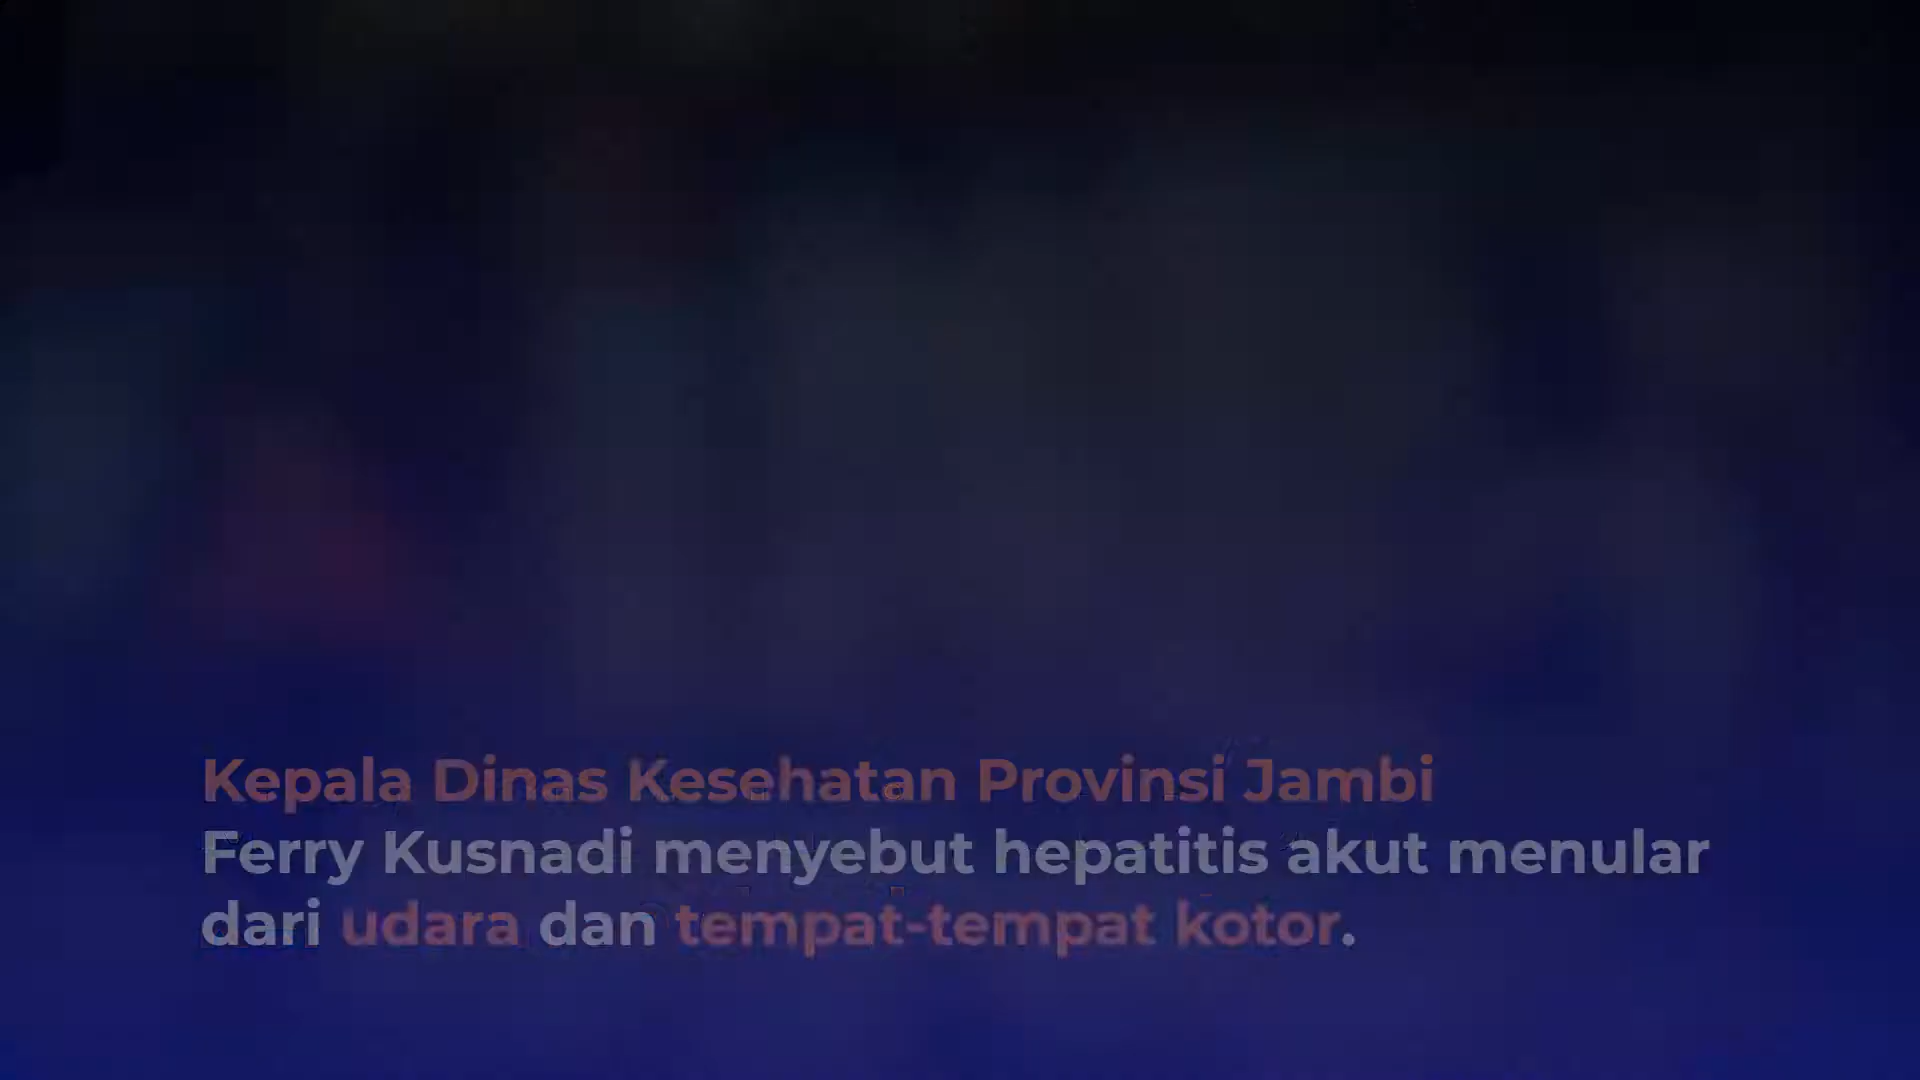 Kepala Dinas Kesehatan Provinsi Jambi
Ferry Kusnadi menyebut hepatitis akut menular
dari udara dan tempat-tempat kotor.